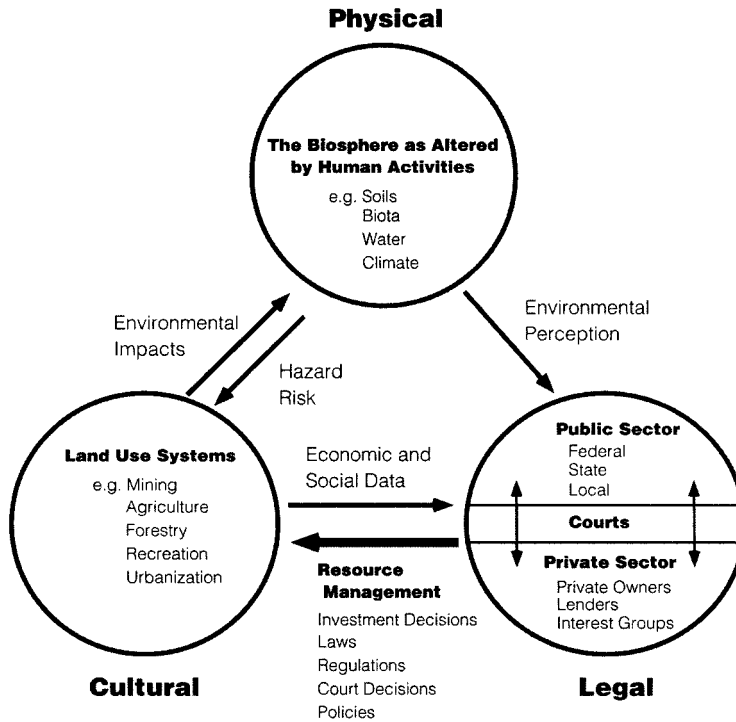 Physical
The Biosphere as Altered
by Human Activities
e.g. Soils
Biota
Water
Climate
Environmental
Impacts
Hazard
Risk
Environmental
Perception
Land Use Systems
e.g. Mining
Agriculture
Forestry
Recreation
Urbanization
Economic and
Social Data
Public Sector
Federal
State
Local
Courts
Private Sector
Private Owners
Lenders
Interest Groups
Resource
Management
Investment Decisions
Laws
Regulations
Court Decisions
Policies
Cultural
Legal